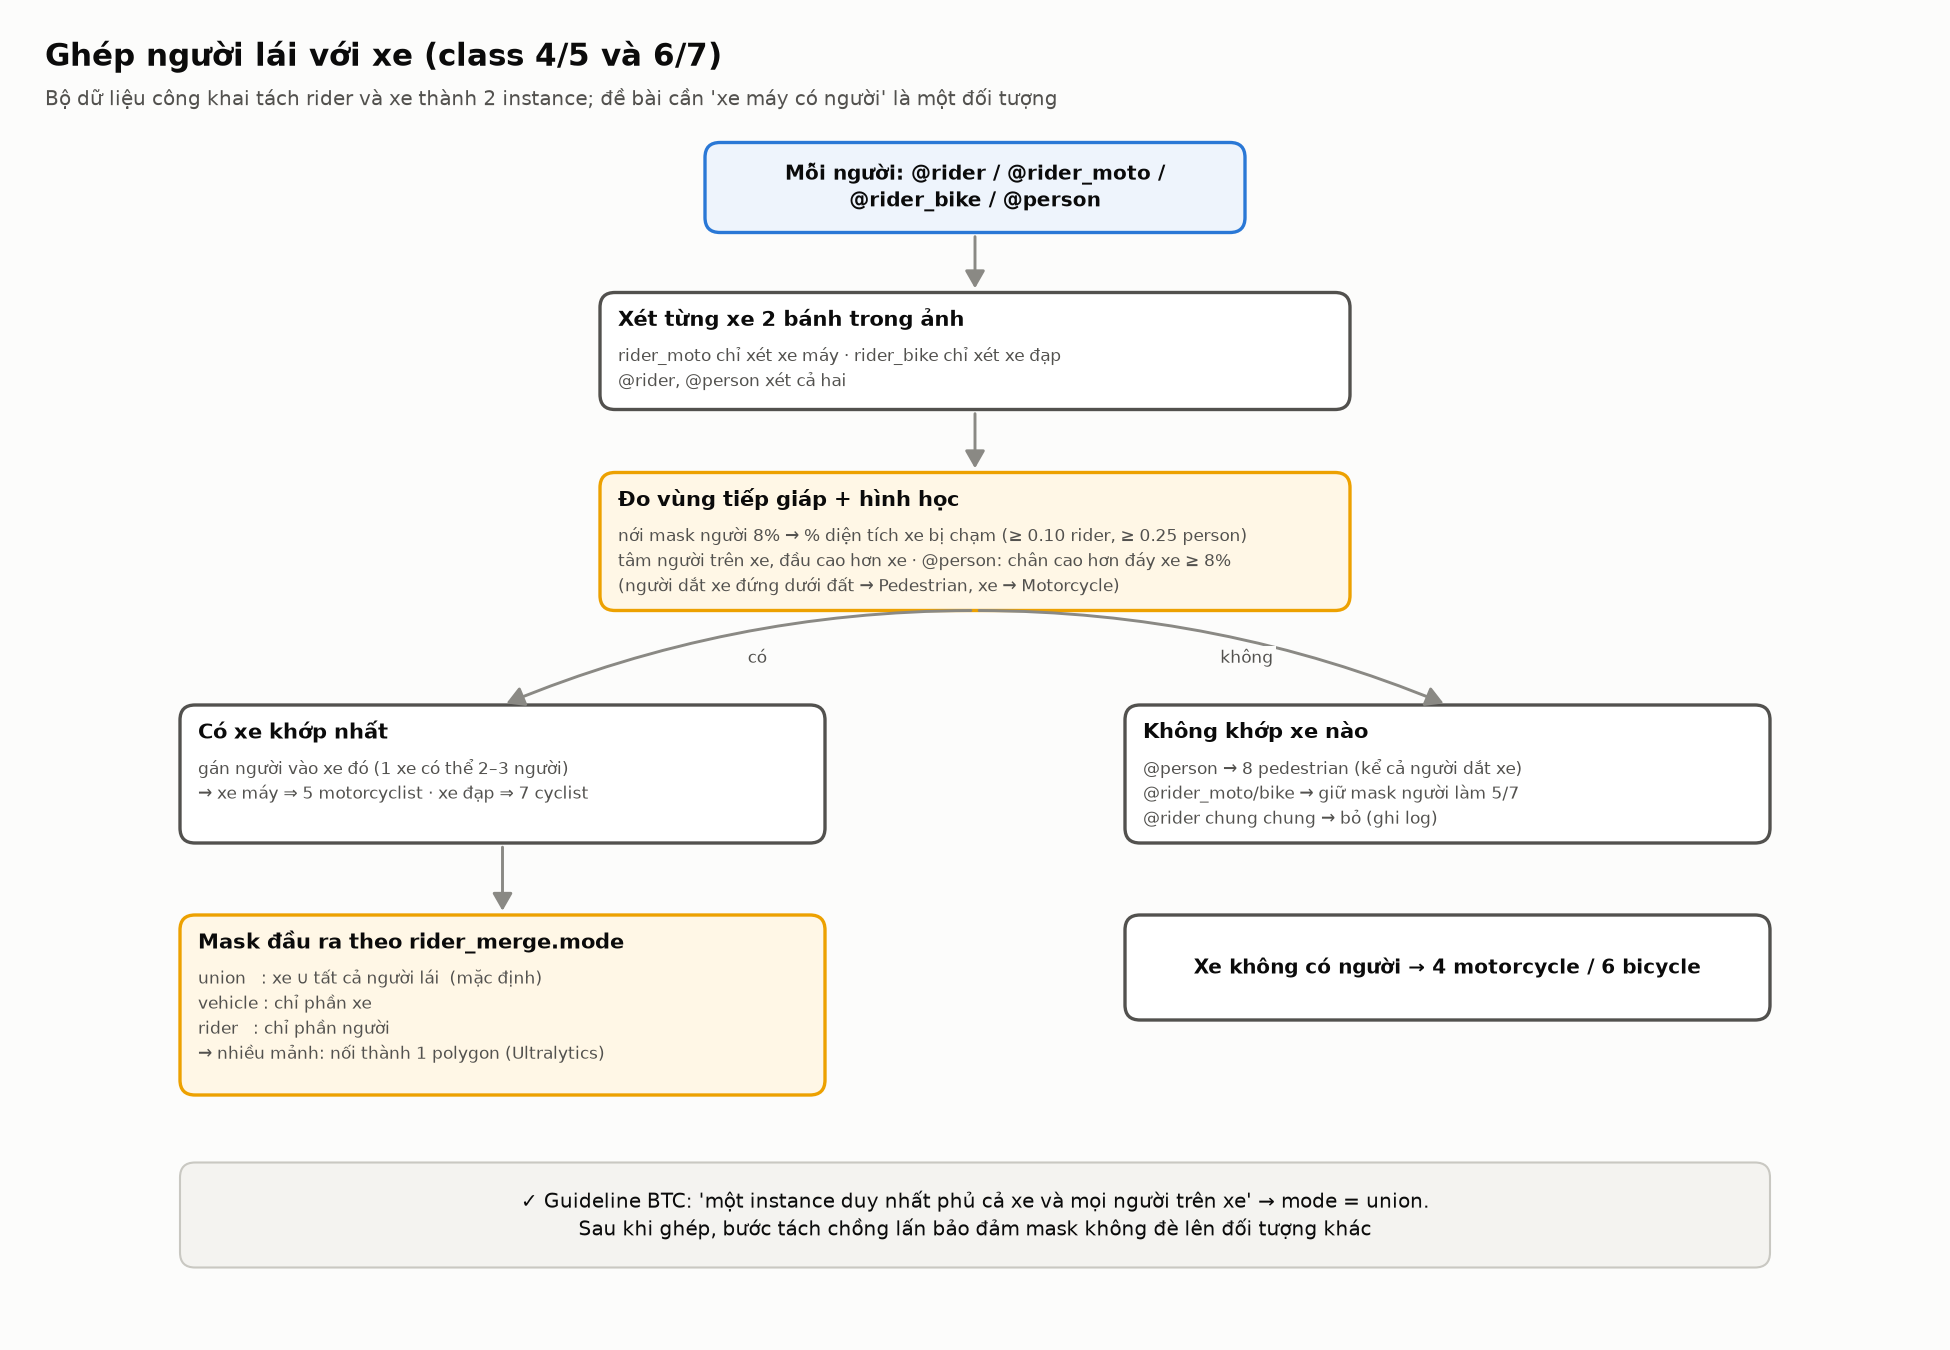 Ghép người lái với xe (class 4/5 và 6/7)
Bộ dữ liệu công khai tách rider và xe thành 2 instance; đề bài cần 'xe máy có người' là một đối tượng
Mỗi người: @rider / @rider_moto /
@rider_bike / @person
Xét từng xe 2 bánh trong ảnh
rider_moto chỉ xét xe máy · rider_bike chỉ xét xe đạp
@rider, @person xét cả hai
Đo vùng tiếp giáp + hình học
nới mask người 8% → % diện tích xe bị chạm (≥ 0.10 rider, ≥ 0.25 person)
tâm người trên xe, đầu cao hơn xe · @person: chân cao hơn đáy xe ≥ 8%
(người dắt xe đứng dưới đất → Pedestrian, xe → Motorcycle)
có
không
Có xe khớp nhất
gán người vào xe đó (1 xe có thể 2–3 người)
→ xe máy ⇒ 5 motorcyclist · xe đạp ⇒ 7 cyclist
Không khớp xe nào
@person → 8 pedestrian (kể cả người dắt xe)
@rider_moto/bike → giữ mask người làm 5/7
@rider chung chung → bỏ (ghi log)
Mask đầu ra theo rider_merge.mode
union : xe ∪ tất cả người lái (mặc định)
vehicle : chỉ phần xe
rider : chỉ phần người
→ nhiều mảnh: nối thành 1 polygon (Ultralytics)
Xe không có người → 4 motorcycle / 6 bicycle
✓ Guideline BTC: 'một instance duy nhất phủ cả xe và mọi người trên xe' → mode = union.
Sau khi ghép, bước tách chồng lấn bảo đảm mask không đè lên đối tượng khác